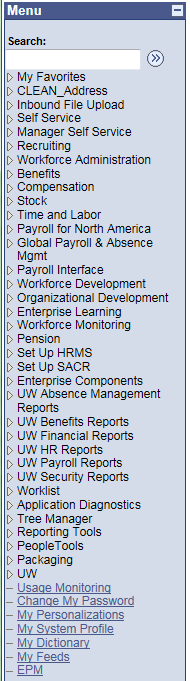 Menu
Search:
My Favorites
CLEAN_Address
Inbound File Upload
Self Service
Manager Self Service
Recruiting
Workforce Administration
Benefits
Compensation
Stock
Time and Labor
Payroll for North America
Global Payroll & Absence
Mgmt
Payroll Interface
Workforce Development
Organizational Development
Enterprise Learning
Workforce Monitoring
Pension
Set Up HRMS
Set Up SACR
Enterprise Components
UW Absence Management
Reports
UW Benefits Reports
UW Financial Reports
UW HR Reports
UW Payroll Reports
UW Security Reports
Worklist
Application Diagnostics
Tree Manager
Reporting Tools
PeopleTools
Packaging
UW
Usage Monitoring
Change My Password
My Personalizations
My System Profile
My Dictionary
My Feeds
EPM